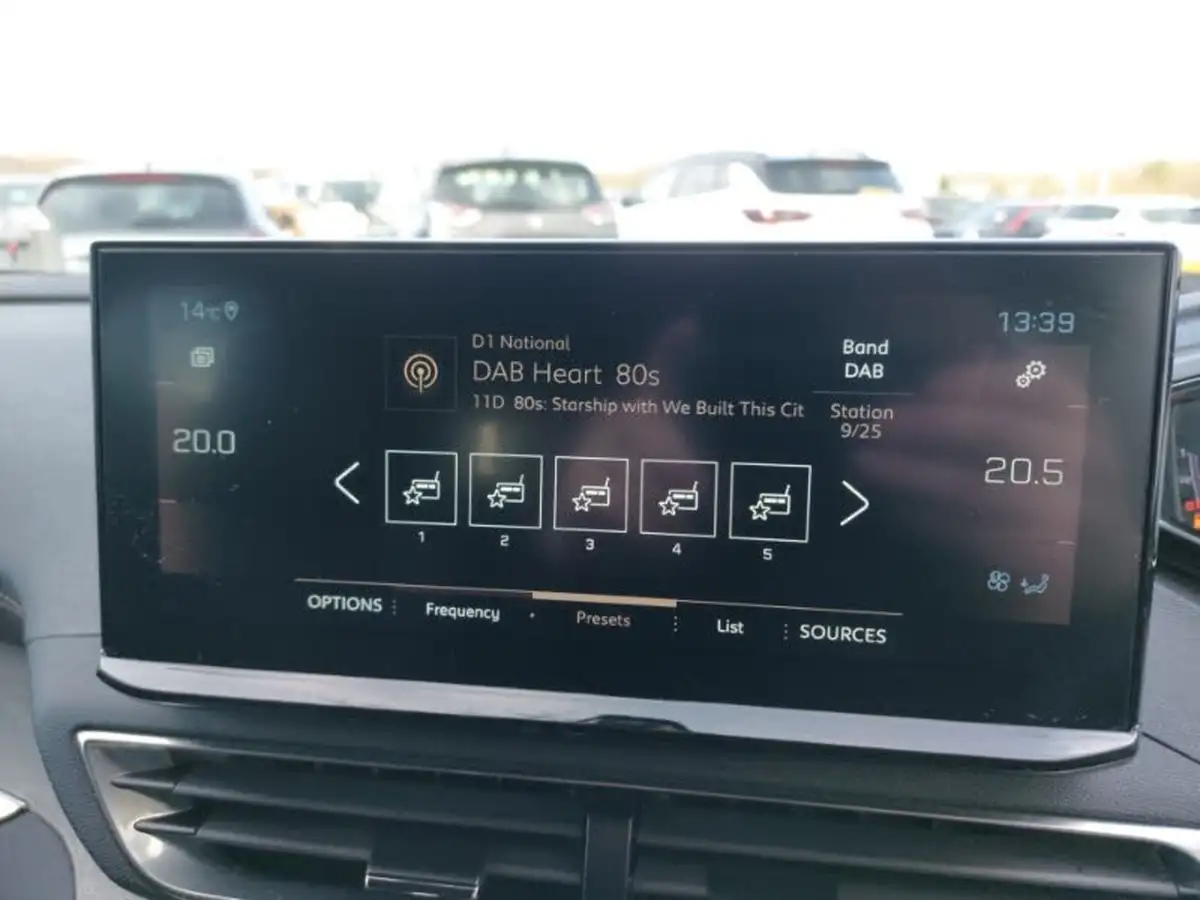 14°C
13:39
D1 National
DAB Heart 80s
11D 80s: Starship with We Built This Cit
Band
DAB
Station
9/25
20.0
20.5
1 2 3 4 5
OPTIONS Frequency Presets List SOURCES